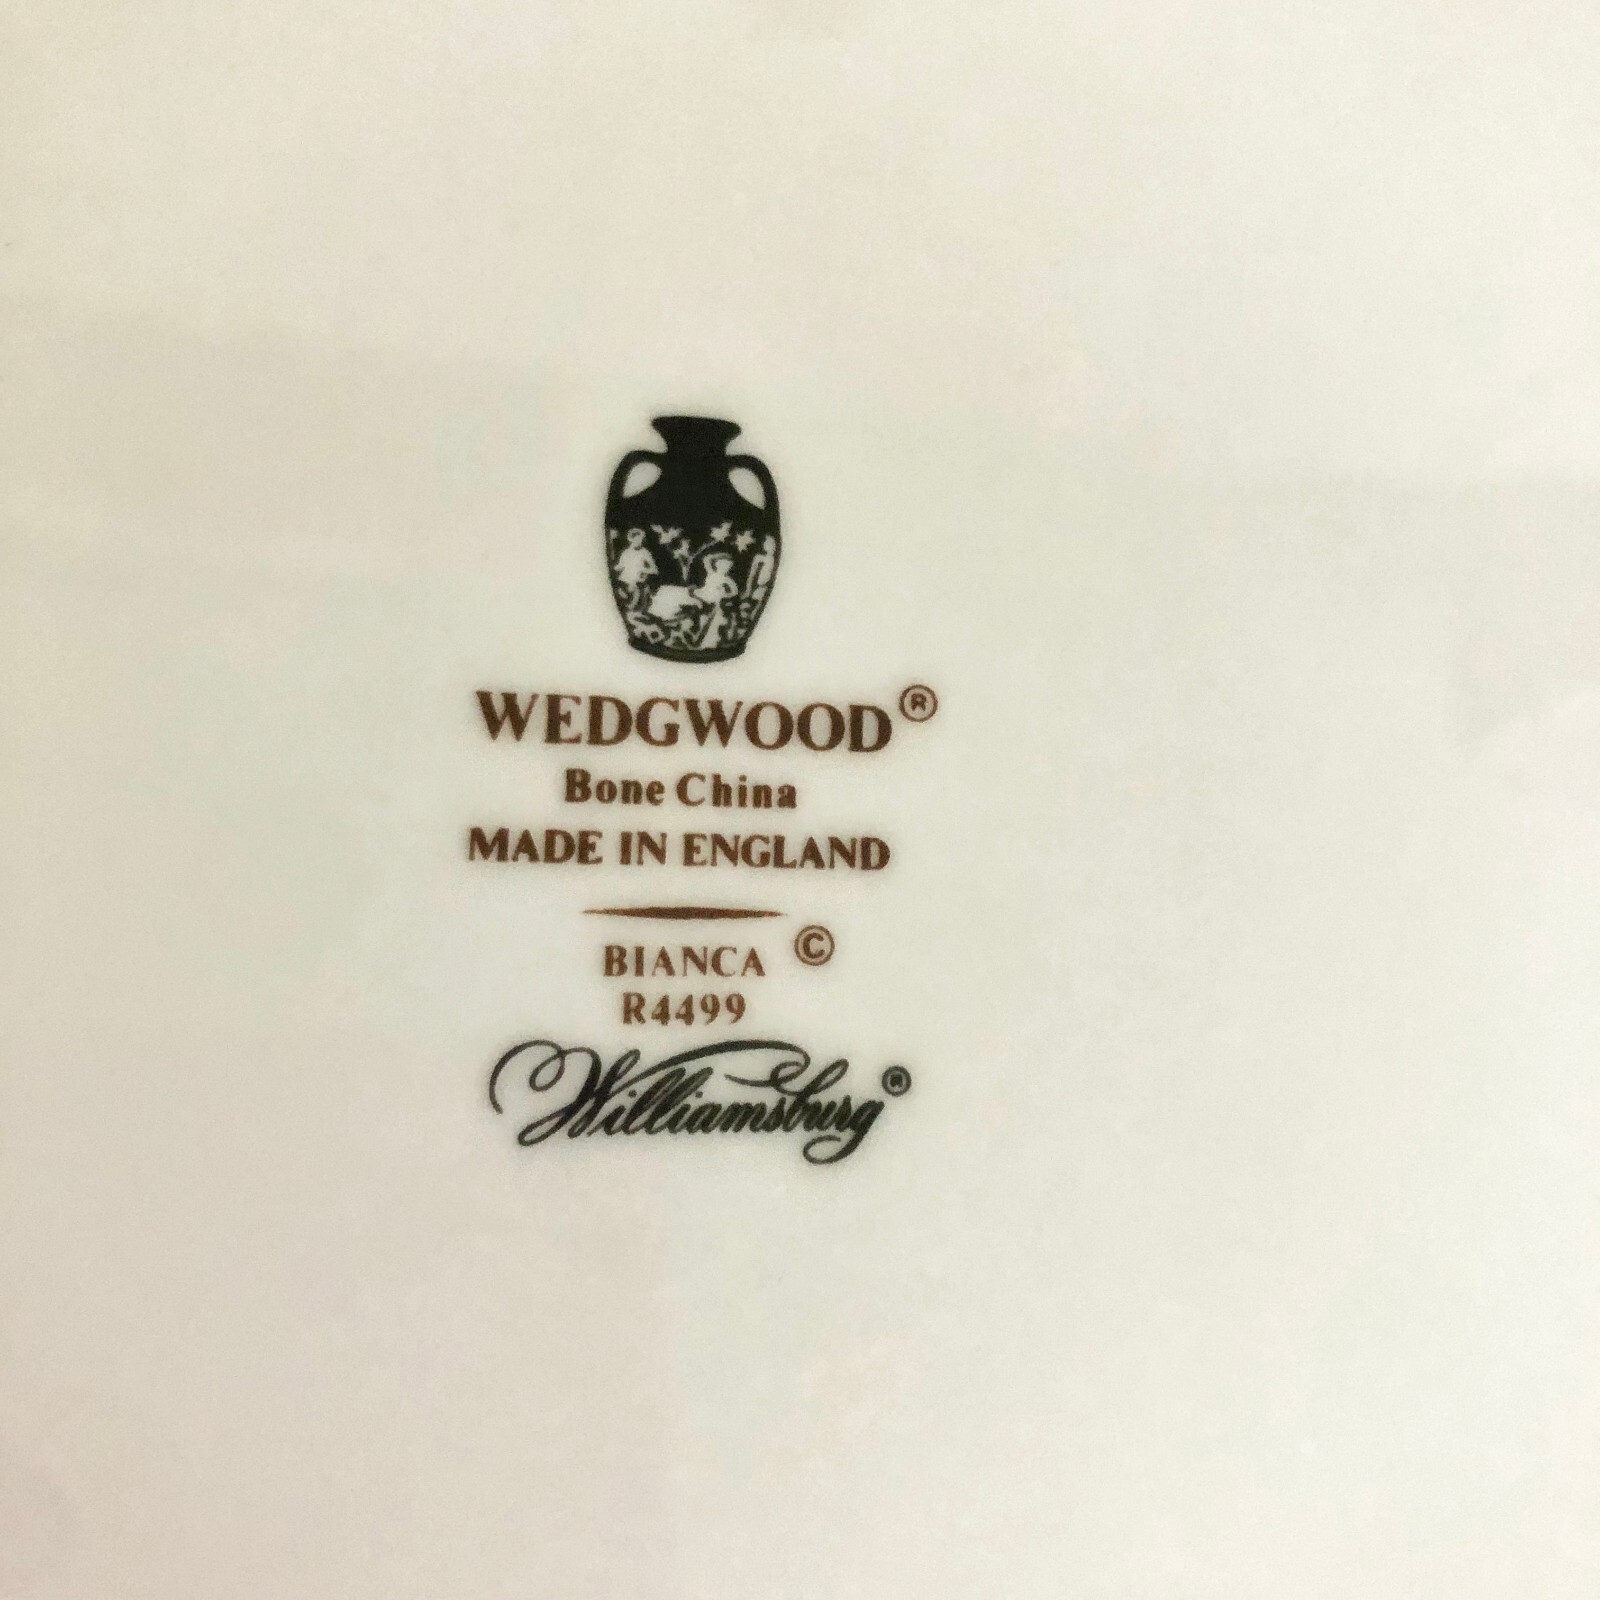 WEDGWOOD®
Bone China
MADE IN ENGLAND
BIANCA ©
R4499
Williamsburg®